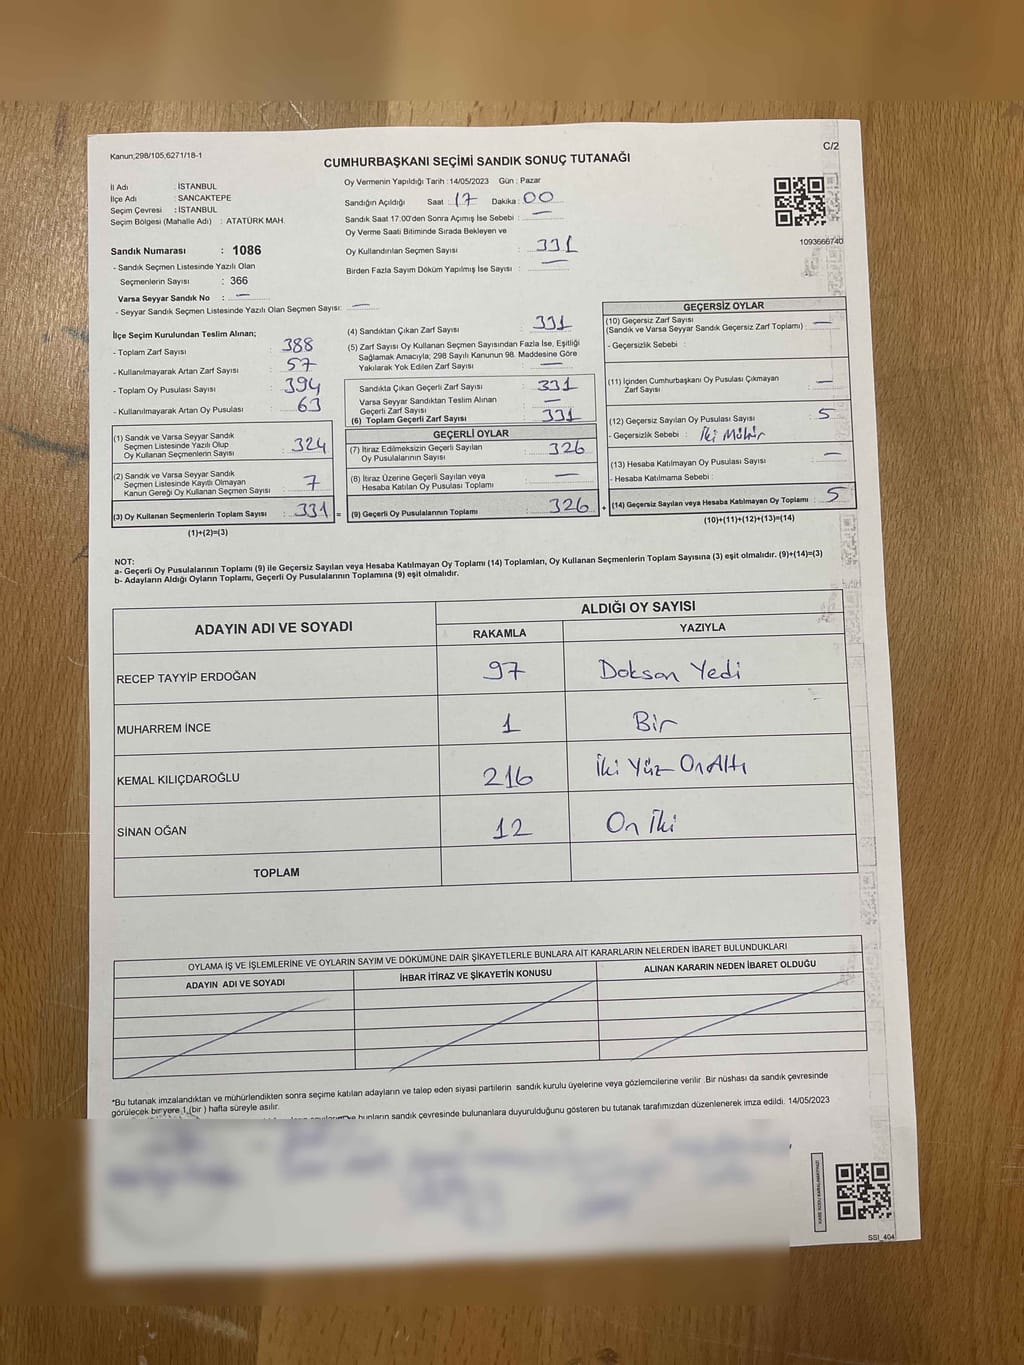 Kanun;298/105,6271/18-1
C/2
CUMHURBAŞKANI SEÇİMİ SANDIK SONUÇ TUTANAĞI
İl Adı : İSTANBUL
İlçe Adı : SANCAKTEPE
Seçim Çevresi : İSTANBUL
Seçim Bölgesi (Mahalle Adı) : ATATÜRK MAH.
Sandık Numarası : 1086
- Sandık Seçmen Listesinde Yazılı Olan
Seçmenlerin Sayısı : 366
Varsa Seyyar Sandık No : —
- Seyyar Sandık Seçmen Listesinde Yazılı Olan Seçmen Sayısı: —
Oy Vermenin Yapıldığı Tarih : 14/05/2023 Gün : Pazar
Sandığın Açıldığı Saat 17 Dakika : 00
Sandık Saat 17:00'den Sonra Açımış İse Sebebi : —
Oy Verme Saati Bitiminde Sırada Bekleyen ve
Oy Kullandırılan Seçmen Sayısı : 331
Birden Fazla Sayım Döküm Yapılmış İse Sayısı : —
1093666740
İlçe Seçim Kurulundan Teslim Alınan;
- Toplam Zarf Sayısı : 388
- Kullanılmayarak Artan Zarf Sayısı : 57
- Toplam Oy Pusulası Sayısı : 394
- Kullanılmayarak Artan Oy Pusulası : 63
(1) Sandık ve Varsa Seyyar Sandık
Seçmen Listesinde Yazılı Olup
Oy Kullanan Seçmenlerin Sayısı : 324
(2) Sandık ve Varsa Seyyar Sandık
Seçmen Listesinde Kayıtlı Olmayan
Kanun Gereği Oy Kullanan Seçmen Sayısı : 7
(3) Oy Kullanan Seçmenlerin Toplam Sayısı : 331 =
(1)+(2)=(3)
(4) Sandıktan Çıkan Zarf Sayısı : 331
(5) Zarf Sayısı Oy Kullanan Seçmen Sayısından Fazla İse, Eşitliği
Sağlamak Amacıyla; 298 Sayılı Kanunun 98. Maddesine Göre
Yakılarak Yok Edilen Zarf Sayısı : —
Sandıkta Çıkan Geçerli Zarf Sayısı : 331
Varsa Seyyar Sandıktan Teslim Alınan
Geçerli Zarf Sayısı : —
(6) Toplam Geçerli Zarf Sayısı : 331
GEÇERLİ OYLAR
(7) İtiraz Edilmeksizin Geçerli Sayılan
Oy Pusulalarının Sayısı : 326
(8) İtiraz Üzerine Geçerli Sayılan veya
Hesaba Katılan Oy Pusulası Toplamı : —
(9) Geçerli Oy Pusulalarının Toplamı : 326 +
GEÇERSİZ OYLAR
(10) Geçersiz Zarf Sayısı
(Sandık ve Varsa Seyyar Sandık Geçersiz Zarf Toplamı) : —
- Geçersizlik Sebebi :
(11) İçinden Cumhurbaşkanı Oy Pusulası Çıkmayan
Zarf Sayısı : —
(12) Geçersiz Sayılan Oy Pusulası Sayısı : 5
- Geçersizlik Sebebi : İki Mühür
(13) Hesaba Katılmayan Oy Pusulası Sayısı : —
- Hesaba Katılmama Sebebi :
(14) Geçersiz Sayılan veya Hesaba Katılmayan Oy Toplamı : 5
(10)+(11)+(12)+(13)=(14)
NOT:
a- Geçerli Oy Pusulalarının Toplamı (9) ile Geçersiz Sayılan veya Hesaba Katılmayan Oy Toplamı (14) Toplamları, Oy Kullanan Seçmenlerin Toplam Sayısına (3) eşit olmalıdır. (9)+(14)=(3)
b- Adayların Aldığı Oyların Toplamı, Geçerli Oy Pusulalarının Toplamına (9) eşit olmalıdır.
ADAYIN ADI VE SOYADI
ALDIĞI OY SAYISI
RAKAMLA YAZIYLA
RECEP TAYYİP ERDOĞAN 97 Doksan Yedi
MUHARREM İNCE 1 Bir
KEMAL KILIÇDAROĞLU 216 İki Yüz On Altı
SİNAN OĞAN 12 On İki
TOPLAM
OYLAMA İŞ VE İŞLEMLERİNE VE OYLARIN SAYIM VE DÖKÜMÜNE DAİR ŞİKAYETLERLE BUNLARA AİT KARARLARIN NELERDEN İBARET BULUNDUKLARI
ADAYIN ADI VE SOYADI İHBAR İTİRAZ VE ŞİKAYETİN KONUSU ALINAN KARARIN NEDEN İBARET OLDUĞU
*Bu tutanak imzalandıktan ve mühürlendikten sonra seçime katılan adayların ve talep eden siyasi partilerin sandık kurulu üyelerine veya gözlemcilerine verilir .Bir nüshası da sandık çevresinde
görülecek bir yere 1 (bir ) hafta süreyle asılır.
bunların sandık çevresinde bulunanlara duyurulduğunu gösteren bu tutanak tarafımızdan düzenlenerek imza edildi. 14/05/2023
SSI_404